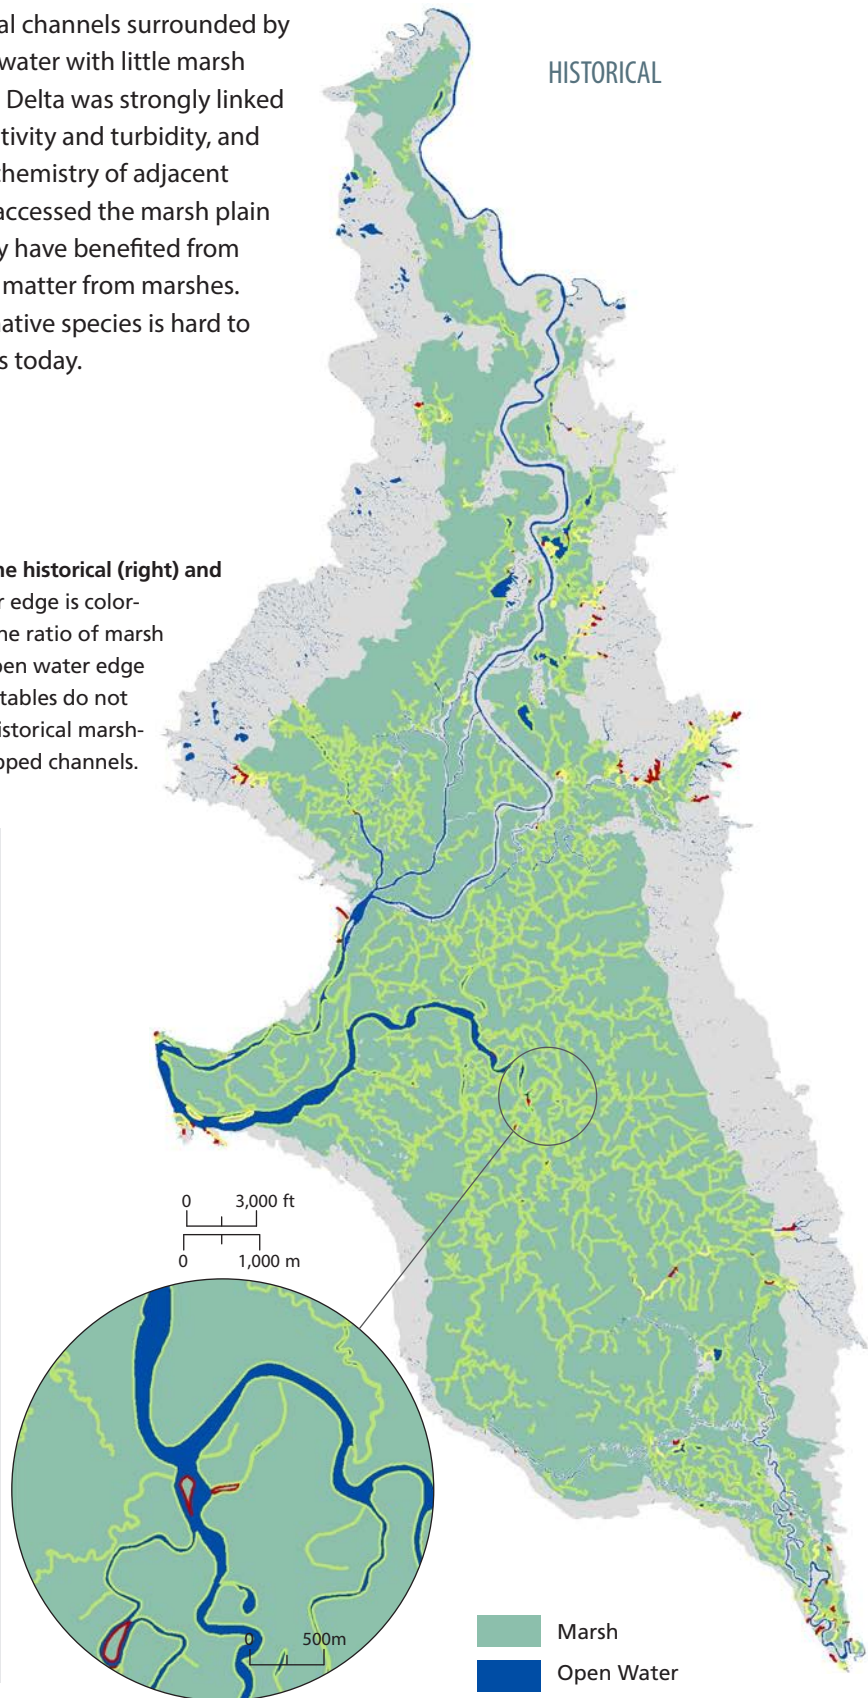 al channels surrounded by
water with little marsh
Delta was strongly linked
tivity and turbidity, and
chemistry of adjacent
accessed the marsh plain
y have benefited from
matter from marshes.
ative species is hard to
s today.
HISTORICAL
ne historical (right) and
r edge is color-
ne ratio of marsh
pen water edge
tables do not
istorical marsh-
pped channels.
0 3,000 ft
0 1,000 m
0 500m
Marsh
Open Water